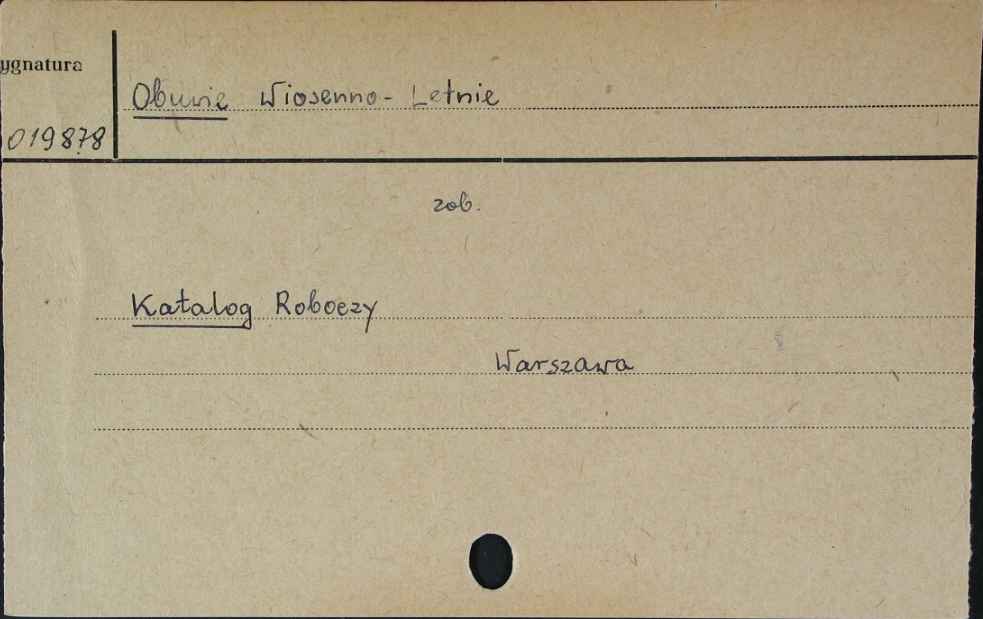 ygnatura
Obuwie Wiosenno-Letnie
019878
zob.
Katalog Roboczy
Warszawa